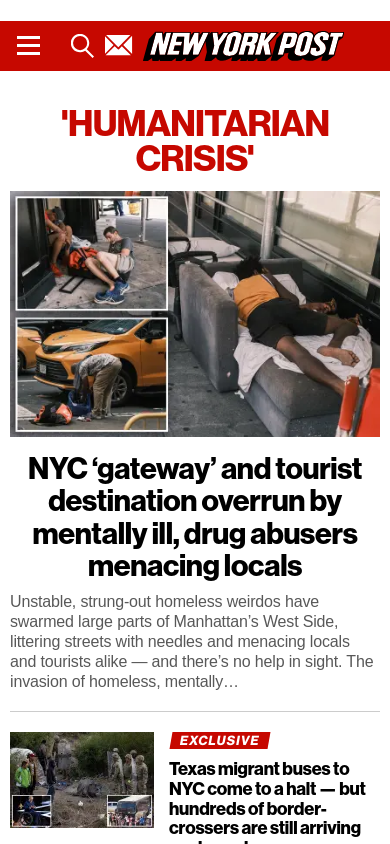 NEW YORK POST
'HUMANITARIAN
CRISIS'
NYC ‘gateway’ and tourist
destination overrun by
mentally ill, drug abusers
menacing locals
Unstable, strung-out homeless weirdos have
swarmed large parts of Manhattan’s West Side,
littering streets with needles and menacing locals
and tourists alike — and there’s no help in sight. The
invasion of homeless, mentally…
EXCLUSIVE
Texas migrant buses to
NYC come to a halt — but
hundreds of border-
crossers are still arriving